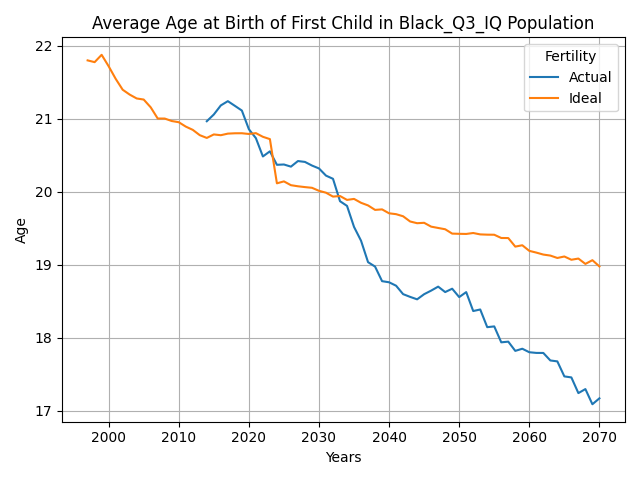 Average Age at Birth of First Child in Black_Q3_IQ Population
Fertility
Actual
Ideal
Age
22
21
20
19
18
17
2000
2010
2020
2030
2040
2050
2060
2070
Years